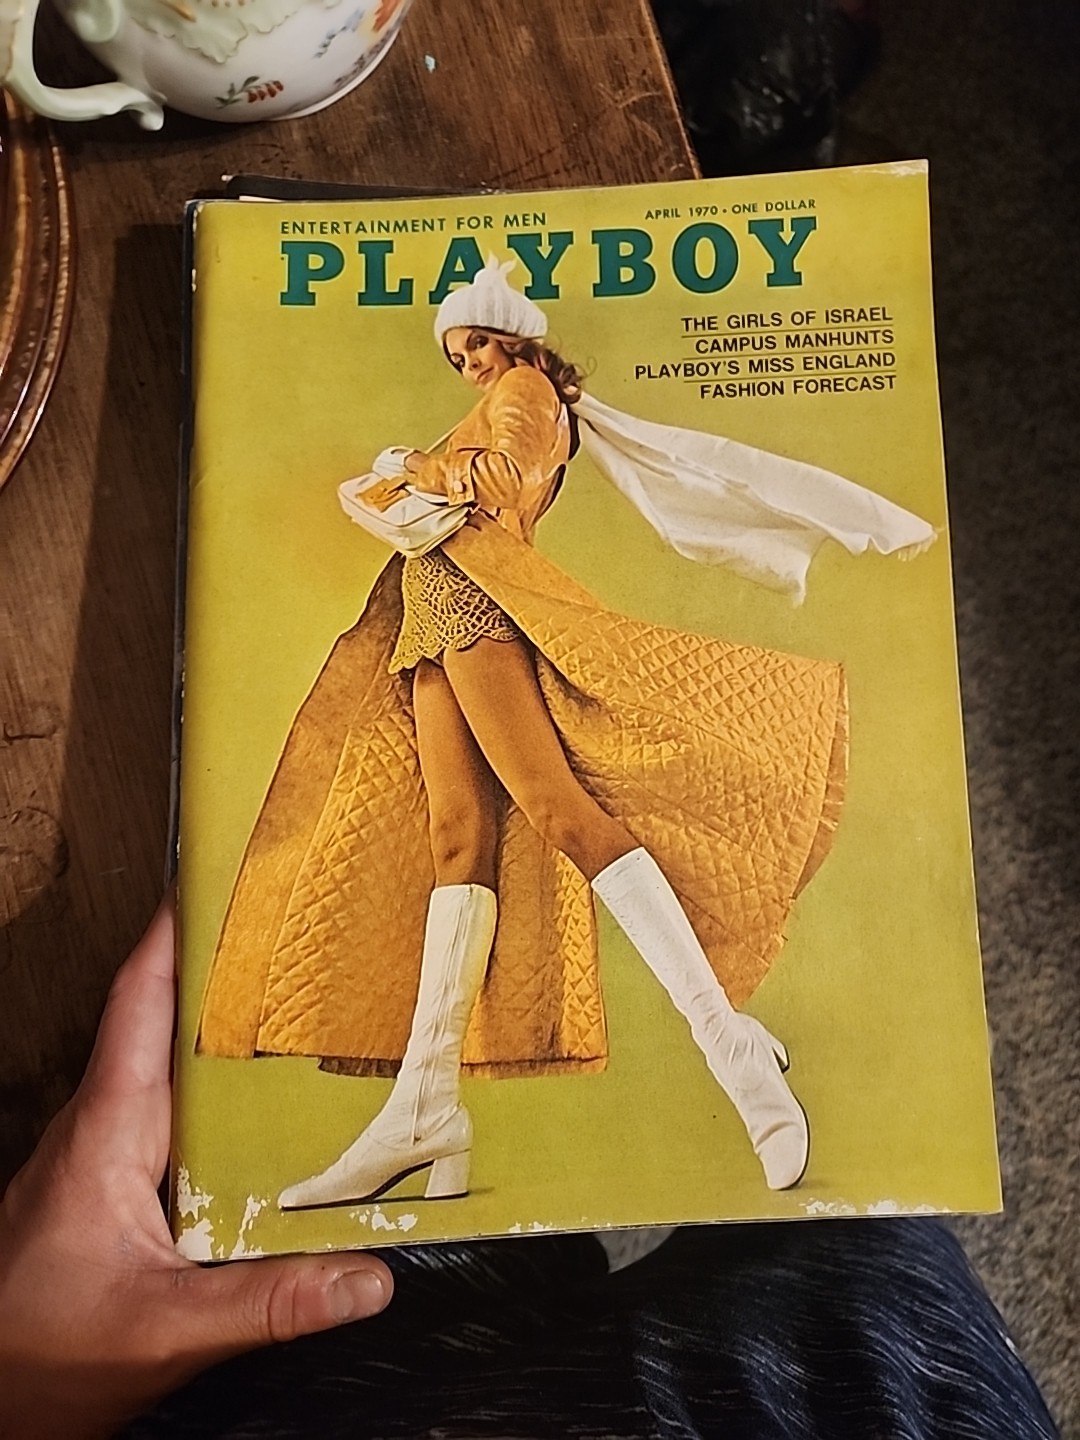 ENTERTAINMENT FOR MEN
APRIL 1970 • ONE DOLLAR
PLAYBOY
THE GIRLS OF ISRAEL
CAMPUS MANHUNTS
PLAYBOY'S MISS ENGLAND
FASHION FORECAST